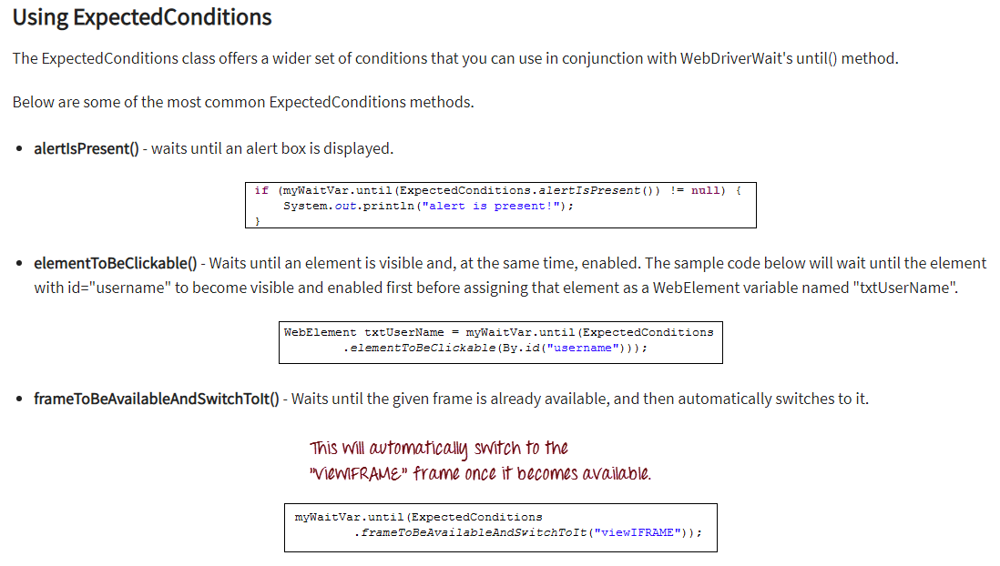 Using ExpectedConditions
The ExpectedConditions class offers a wider set of conditions that you can use in conjunction with WebDriverWait's until() method.
Below are some of the most common ExpectedConditions methods.
• alertIsPresent() - waits until an alert box is displayed.
if (myWaitVar.until(ExpectedConditions.alertIsPresent()) != null) {
    System.out.println("alert is present!");
}
• elementToBeClickable() - Waits until an element is visible and, at the same time, enabled. The sample code below will wait until the element
with id="username" to become visible and enabled first before assigning that element as a WebElement variable named "txtUserName".
WebElement txtUserName = myWaitVar.until(ExpectedConditions
        .elementToBeClickable(By.id("username")));
• frameToBeAvailableAndSwitchToIt() - Waits until the given frame is already available, and then automatically switches to it.
This will automatically switch to the
"viewIFRAME" frame once it becomes available.
myWaitVar.until(ExpectedConditions
        .frameToBeAvailableAndSwitchToIt("viewIFRAME"));